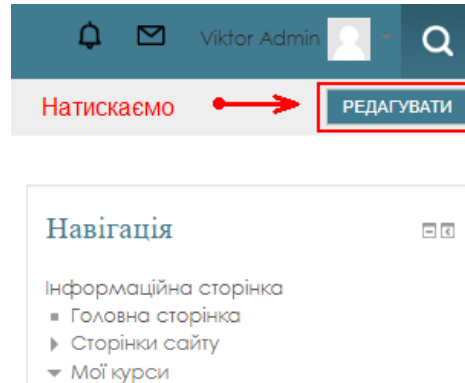 Viktor Admin
Натискаємо РЕДАГУВАТИ
Навігація
Інформаційна сторінка
Головна сторінка
Сторінки сайту
Мої курси